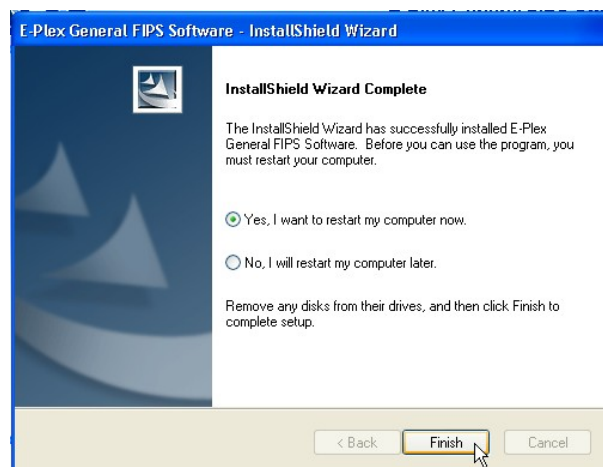 E-Plex General FIPS Software - InstallShield Wizard
InstallShield Wizard Complete
The InstallShield Wizard has successfully installed E-Plex
General FIPS Software. Before you can use the program, you
must restart your computer.
Yes, I want to restart my computer now.
No, I will restart my computer later.
Remove any disks from their drives, and then click Finish to
complete setup.
< Back
Finish
Cancel